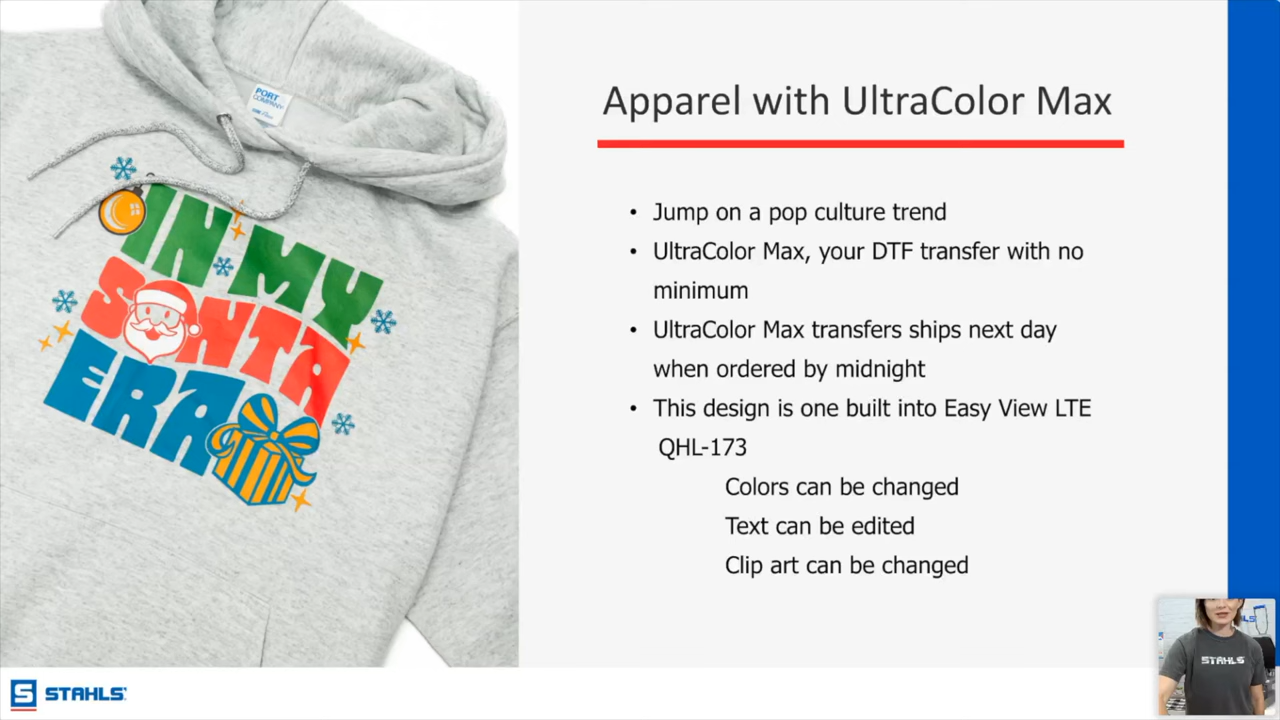 PORT
COMPANY
IN MY
SANTA
ERA
Apparel with UltraColor Max
• Jump on a pop culture trend
• UltraColor Max, your DTF transfer with no
minimum
• UltraColor Max transfers ships next day
when ordered by midnight
• This design is one built into Easy View LTE
QHL-173
Colors can be changed
Text can be edited
Clip art can be changed
S STAHLS'
STAHLS'